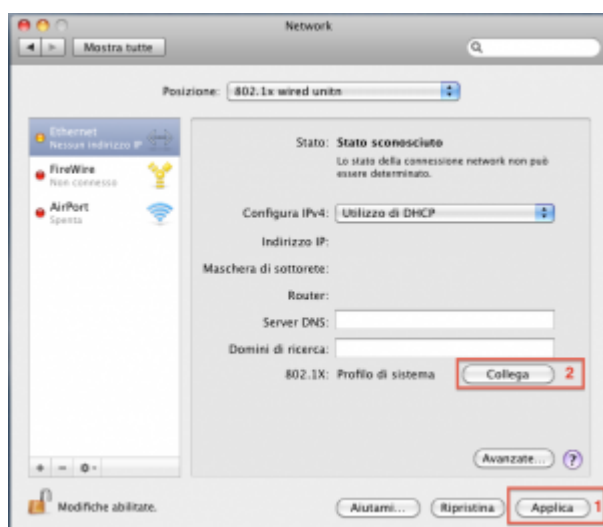 Network
Mostra tutte
Posizione: 802.1x wired unitn
Ethernet
Nessun indirizzo IP
FireWire
Non connesso
AirPort
Spenta
Stato: Stato sconosciuto
Lo stato della connessione network non può
essere determinato.
Configura IPv4: Utilizzo di DHCP
Indirizzo IP:
Maschera di sottorete:
Router:
Server DNS:
Domini di ricerca:
802.1X: Profilo di sistema Collega 2
Avanzate... ?
Modifiche abilitate.
Aiutami... Ripristina Applica 1